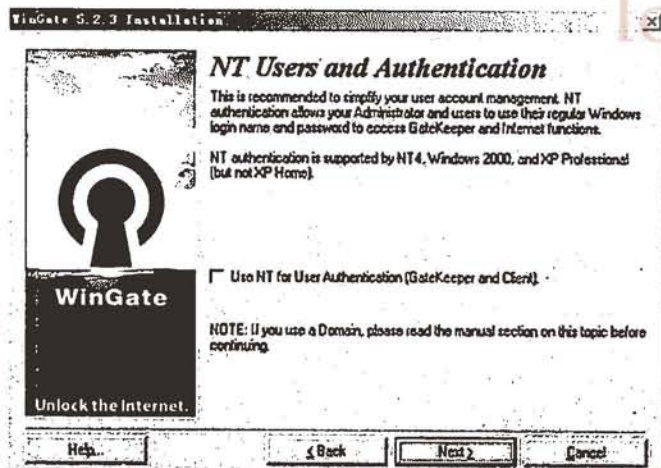 WinGate 5.2.3 Installation
NT Users and Authentication
This is recommended to simplify your user account management. NT
authentication allows your Administrator and users to use their regular Windows
login name and password to access GateKeeper and Internet functions.
NT authentication is supported by NT4, Windows 2000, and XP Professional
(but not XP Home).
Use NT for User Authentication (GateKeeper and Client).
WinGate
NOTE: If you use a Domain, please read the manual section on this topic before
continuing.
Unlock the Internet.
Help...
< Back
Next >
Cancel